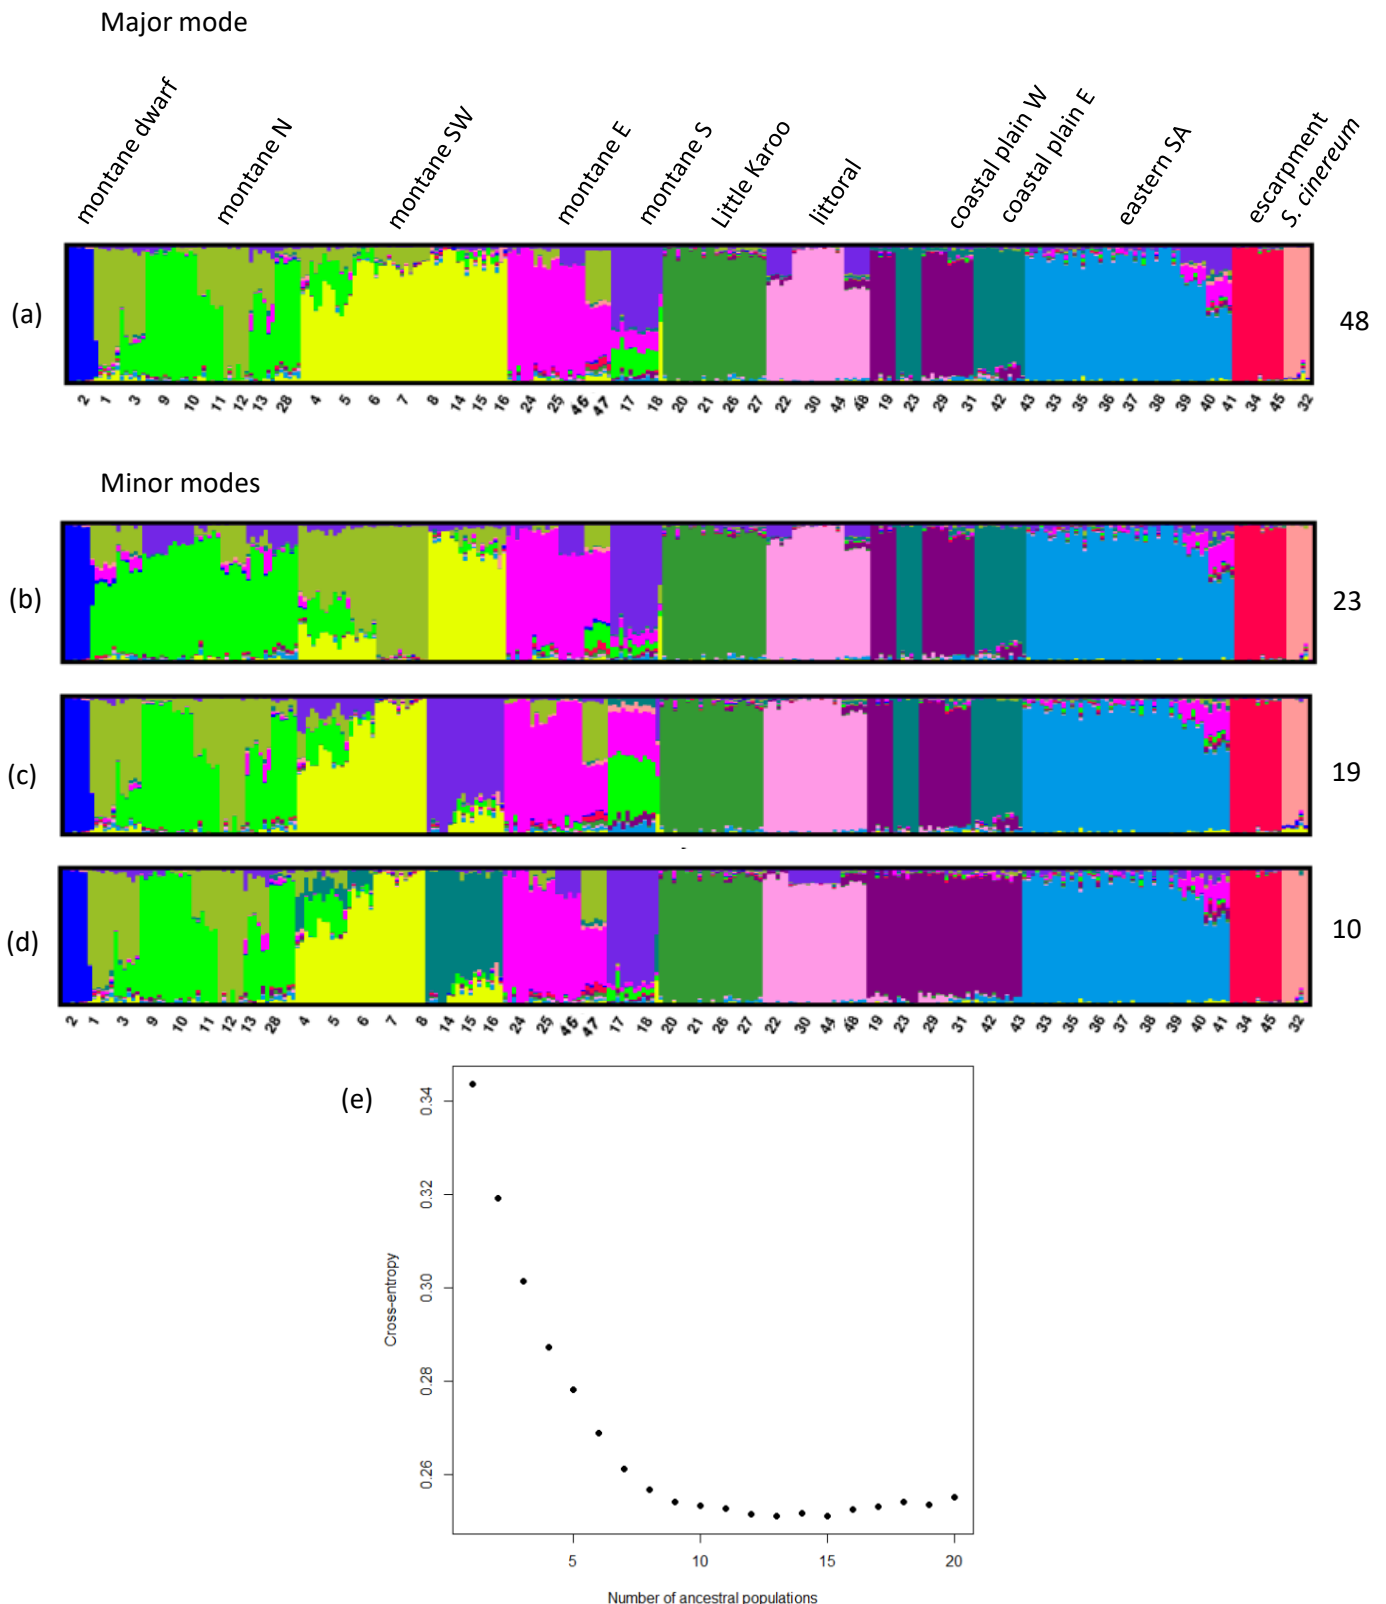 Major mode
montane dwarf
montane N
montane SW
montane E
montane S
Little Karoo
littoral
coastal plain W
coastal plain E
eastern SA
escarpment
S. cinereum
(a)
48
2 1 3 9 10 11 12 13 28 4 5 6 7 8 14 15 16 24 25 46 47 17 18 20 21 26 27 22 30 44 48 19 23 29 31 42 43 33 35 36 37 38 39 40 41 34 45 32
Minor modes
(b)
23
(c)
19
(d)
10
2 1 3 9 10 11 12 13 28 4 5 6 7 8 14 15 16 24 25 46 47 17 18 20 21 26 27 22 30 44 48 19 23 29 31 42 43 33 35 36 37 38 39 40 41 34 45 32
(e)
0.34
0.32
0.30
0.28
0.26
Cross-entropy
5 10 15 20
Number of ancestral populations